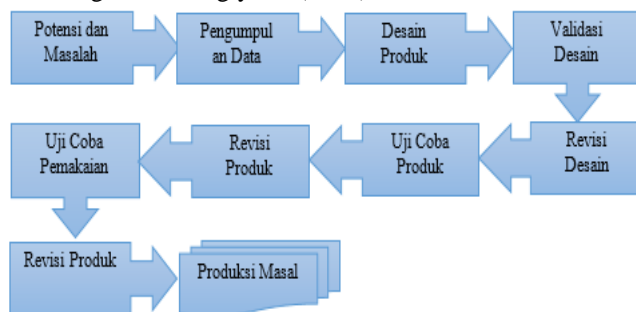 Potensi dan
Masalah
Pengumpul
an Data
Desain
Produk
Validasi
Desain
Revisi
Desain
Uji Coba
Produk
Revisi
Produk
Uji Coba
Pemakaian
Revisi Produk
Produksi Masal